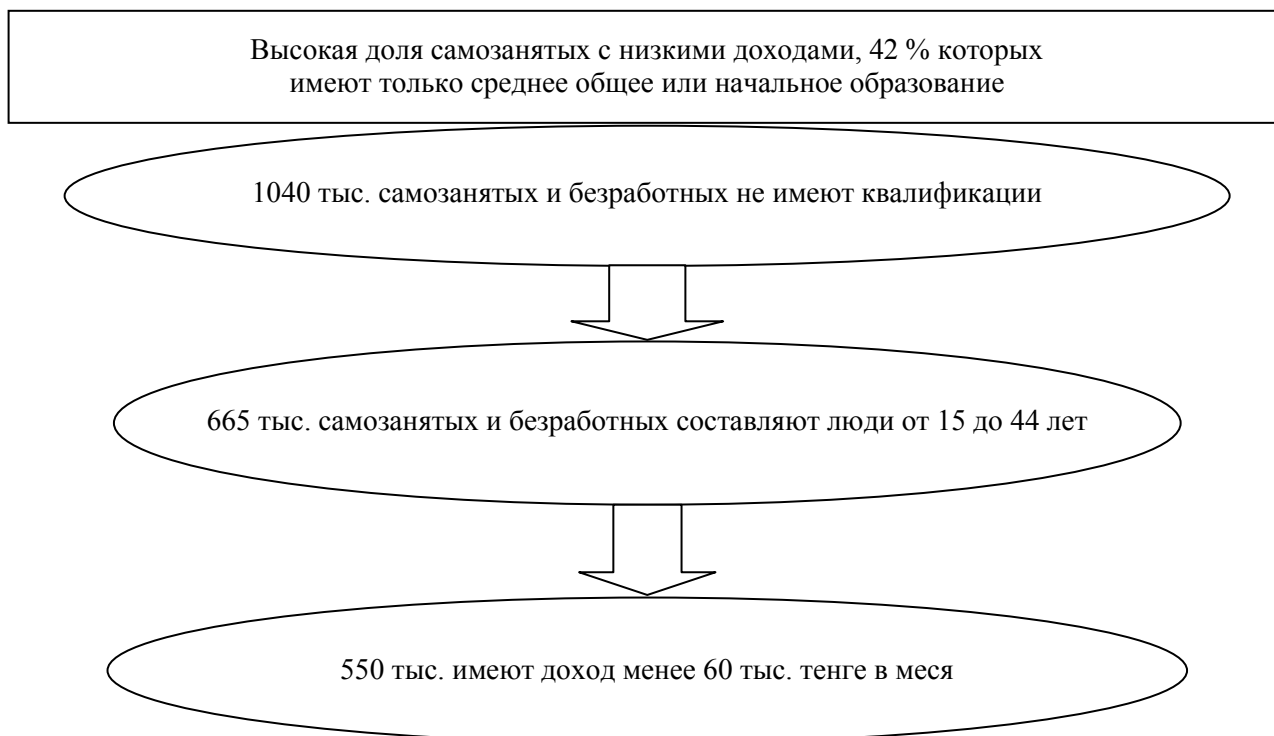 Высокая доля самозанятых с низкими доходами, 42 % которых
имеют только среднее общее или начальное образование
1040 тыс. самозанятых и безработных не имеют квалификации
665 тыс. самозанятых и безработных составляют люди от 15 до 44 лет
550 тыс. имеют доход менее 60 тыс. тенге в меся